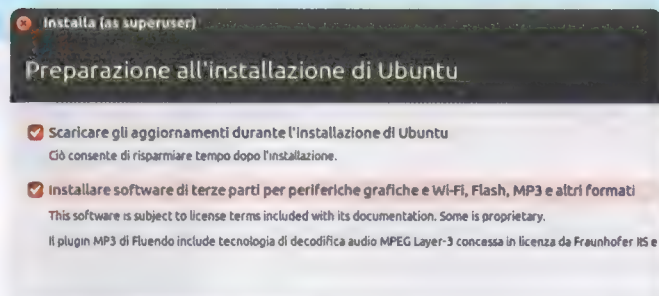 Installa (as superuser)
Preparazione all'installazione di Ubuntu
Scaricare gli aggiornamenti durante l'installazione di Ubuntu
Ciò consente di risparmiare tempo dopo l'installazione.
Installare software di terze parti per periferiche grafiche e Wi-Fi, Flash, MP3 e altri formati
This software is subject to license terms included with its documentation. Some is proprietary.
Il plugin MP3 di Fluendo include tecnologia di decodifica audio MPEG Layer-3 concessa in licenza da Fraunhofer IIS e